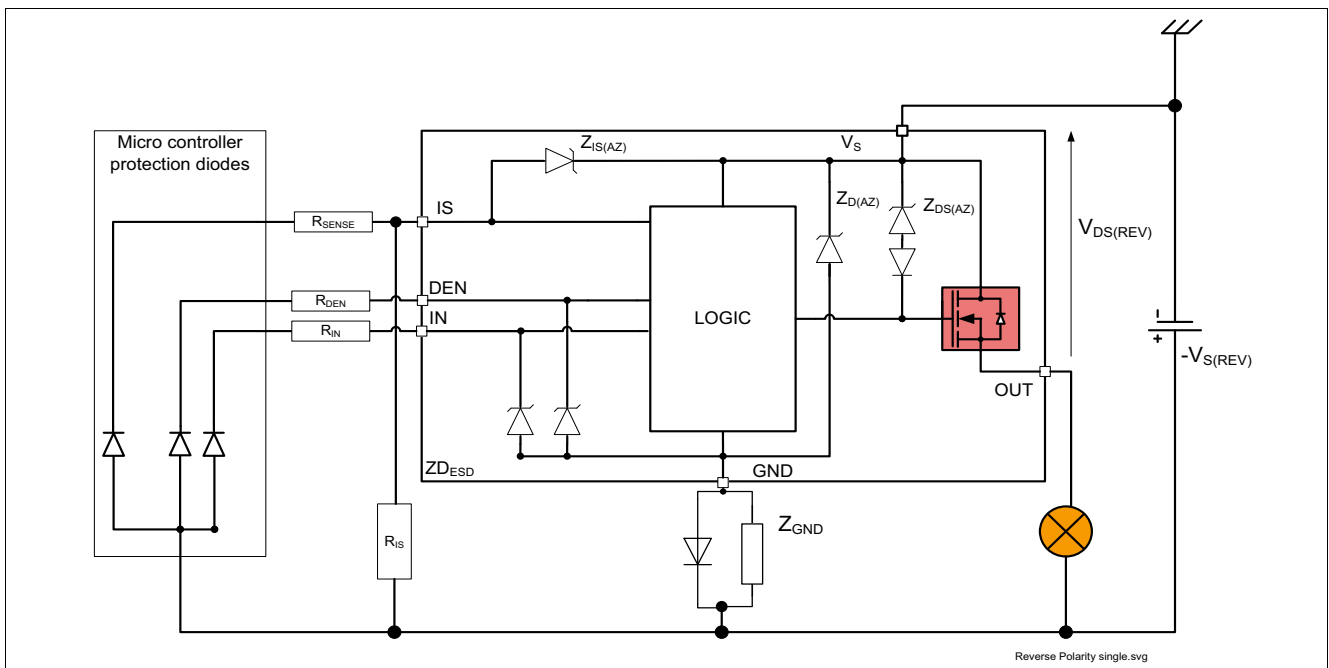 Micro controller
protection diodes
Z_IS(AZ)
V_S
Z_D(AZ)
Z_DS(AZ)
V_DS(REV)
R_SENSE
IS
R_DEN
DEN
R_IN
IN
LOGIC
-
+
-V_S(REV)
OUT
ZD_ESD
GND
R_IS
Z_GND
Reverse Polarity single.svg